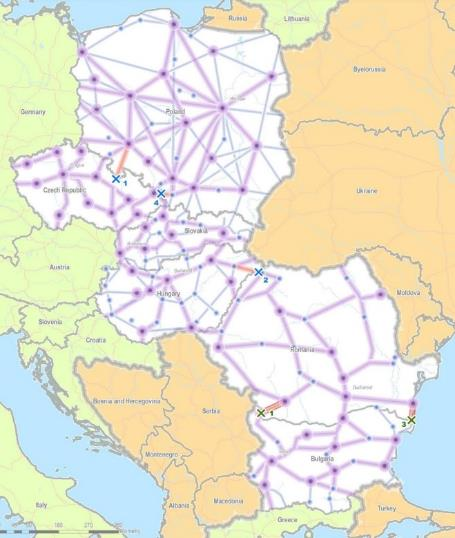 Russia
Lithuania
Byelorussia
Germany
Poland
1
Czech Republic
4
Ukraine
Slovakia
Austria
2
Moldova
Hungary
Slovenia
Croatia
Romania
Bosnia and Hercegovina
Serbia
1
3
Montenegro
Bulgaria
Italy
Macedonia
Albania
Turkey
Greece